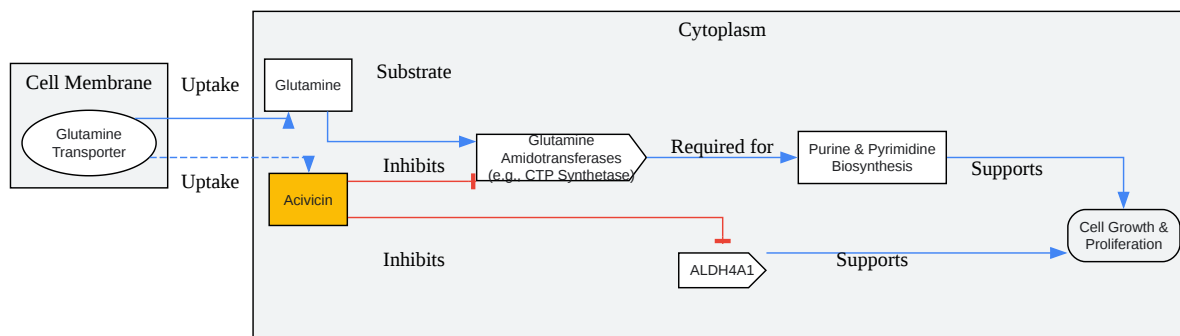 Cytoplasm
Cell Membrane
Uptake
Glutamine
Substrate
Glutamine
Transporter
Glutamine
Amidotransferases
(e.g., CTP Synthetase)
Required for
Purine & Pyrimidine
Biosynthesis
Supports
Uptake
Inhibits
Acivicin
Cell Growth &
Proliferation
Inhibits
ALDH4A1
Supports